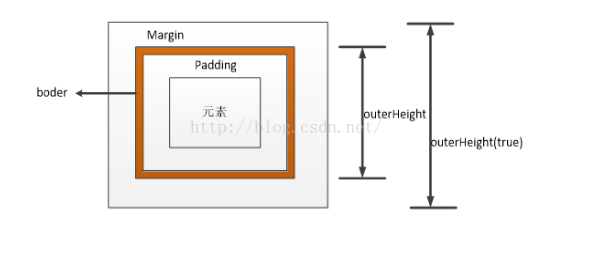 Margin
Padding
boder
元素
outerHeight
http://blog.csdn.net/
outerHeight(true)